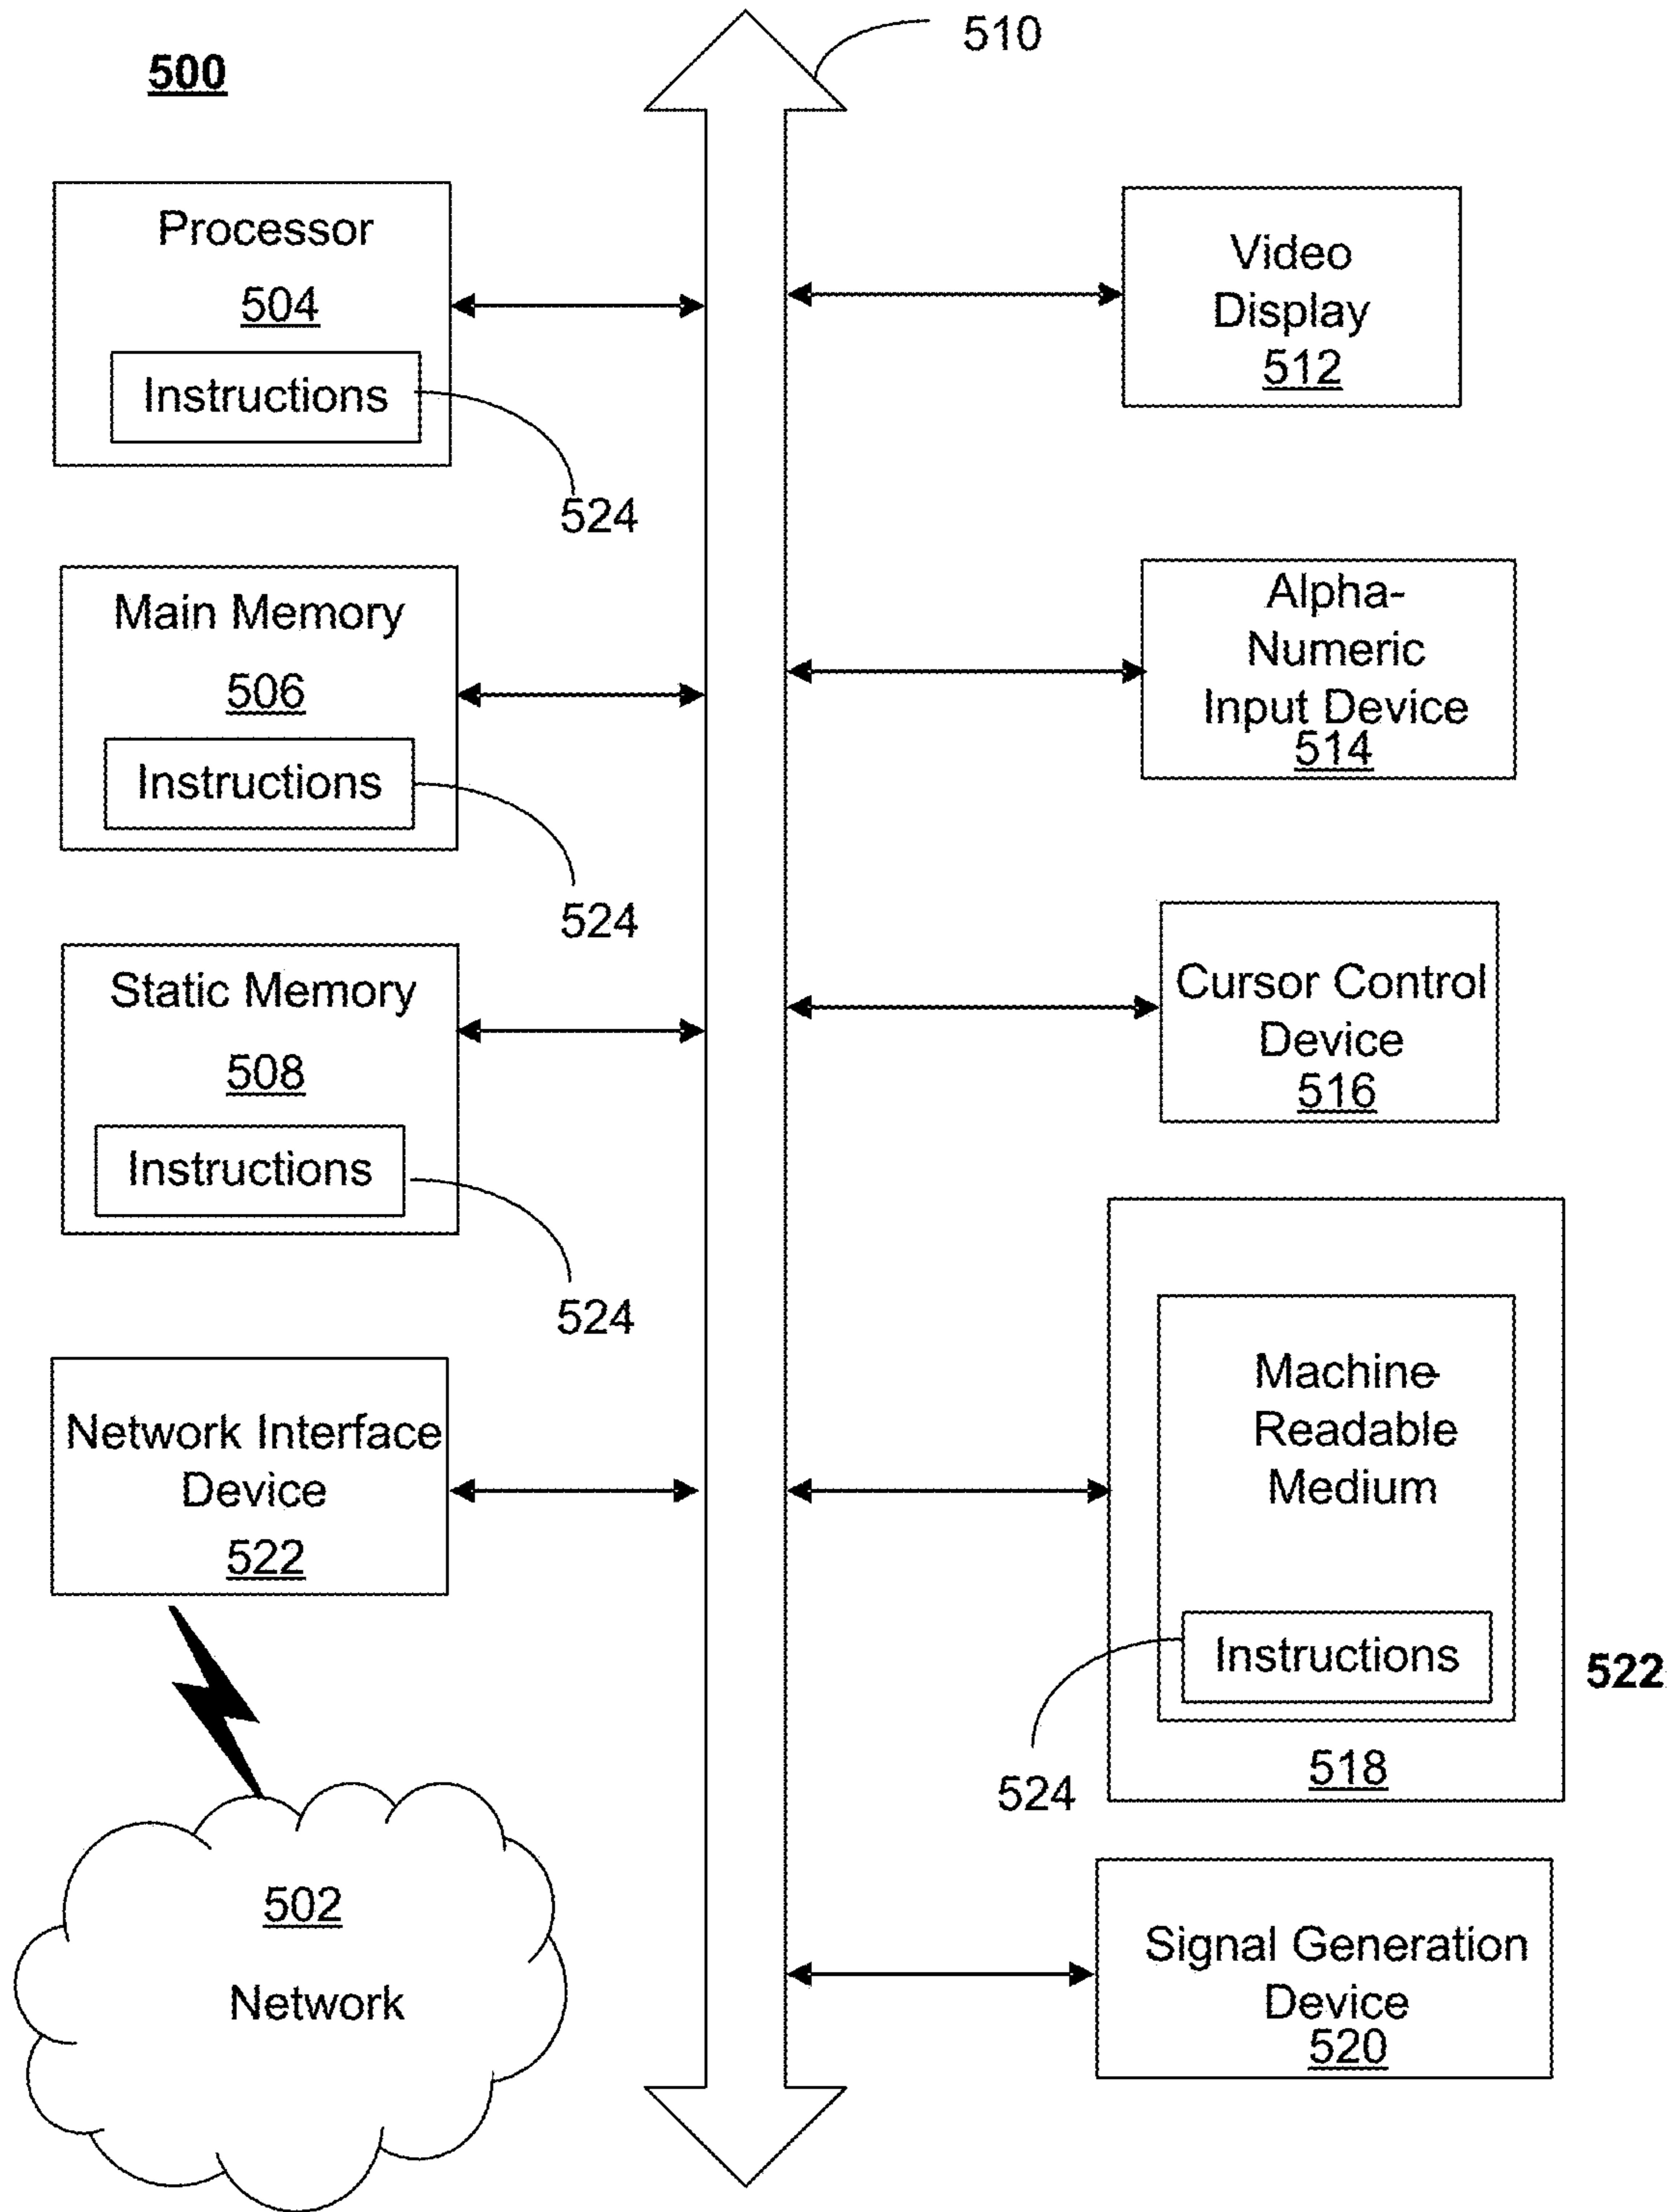 500
510
Processor
504
Instructions
524
Main Memory
506
Instructions
524
Static Memory
508
Instructions
524
Network Interface
Device
522
502
Network
Video
Display
512
Alpha-
Numeric
Input Device
514
Cursor Control
Device
516
Machine-
Readable
Medium
Instructions
522
524
518
Signal Generation
Device
520